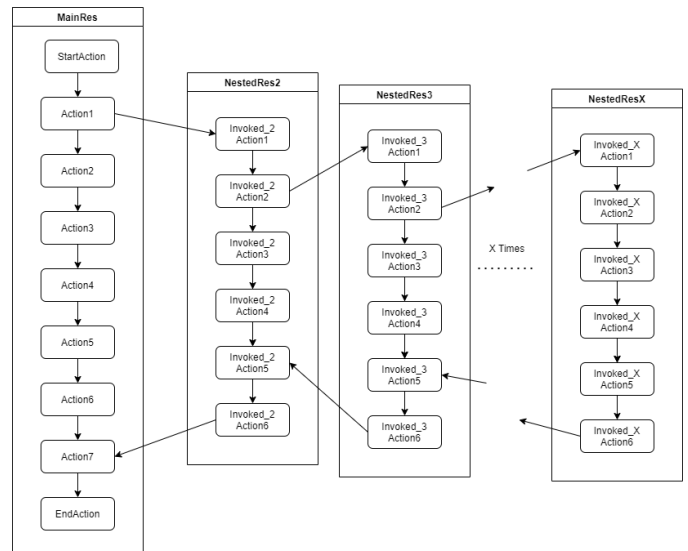 MainRes
StartAction
Action1
Action2
Action3
Action4
Action5
Action6
Action7
EndAction
NestedRes2
Invoked_2
Action1
Invoked_2
Action2
Invoked_2
Action3
Invoked_2
Action4
Invoked_2
Action5
Invoked_2
Action6
NestedRes3
Invoked_3
Action1
Invoked_3
Action2
Invoked_3
Action3
Invoked_3
Action4
Invoked_3
Action5
Invoked_3
Action6
X Times
NestedResX
Invoked_X
Action1
Invoked_X
Action2
Invoked_X
Action3
Invoked_X
Action4
Invoked_X
Action5
Invoked_X
Action6